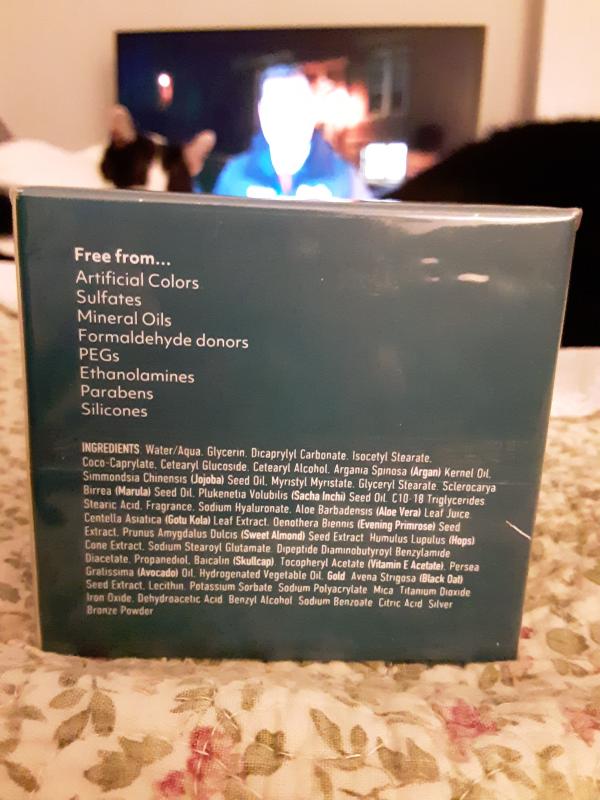 Free from...
Artificial Colors
Sulfates
Mineral Oils
Formaldehyde donors
PEGs
Ethanolamines
Parabens
Silicones
INGREDIENTS: Water/Aqua, Glycerin, Dicaprylyl Carbonate, Isocetyl Stearate,
Coco-Caprylate, Cetearyl Glucoside, Cetearyl Alcohol, Argania Spinosa (Argan) Kernel Oil,
Simmondsia Chinensis (Jojoba) Seed Oil, Myristyl Myristate, Glyceryl Stearate, Sclerocarya
Birrea (Marula) Seed Oil, Plukenetia Volubilis (Sacha Inchi) Seed Oil, C10-18 Triglycerides,
Stearic Acid, Fragrance, Sodium Hyaluronate, Aloe Barbadensis (Aloe Vera) Leaf Juice,
Centella Asiatica (Gotu Kola) Leaf Extract, Oenothera Biennis (Evening Primrose) Seed
Extract, Prunus Amygdalus Dulcis (Sweet Almond) Seed Extract, Humulus Lupulus (Hops)
Cone Extract, Sodium Stearoyl Glutamate, Dipeptide Diaminobutyroyl Benzylamide
Diacetate, Propanediol, Baicalin (Skullcap), Tocopheryl Acetate (Vitamin E Acetate), Persea
Gratissima (Avocado) Oil, Hydrogenated Vegetable Oil, Gold, Avena Strigosa (Black Oat)
Seed Extract, Lecithin, Potassium Sorbate, Sodium Polyacrylate, Mica, Titanium Dioxide,
Iron Oxide, Dehydroacetic Acid, Benzyl Alcohol, Sodium Benzoate, Citric Acid, Silver,
Bronze Powder